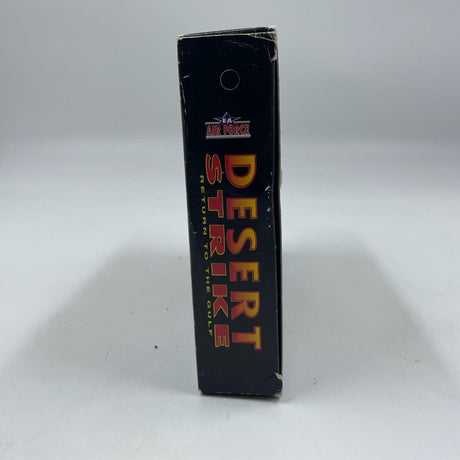 EA
AIR FORCE
DESERT
STRIKE
RETURN TO THE GULF